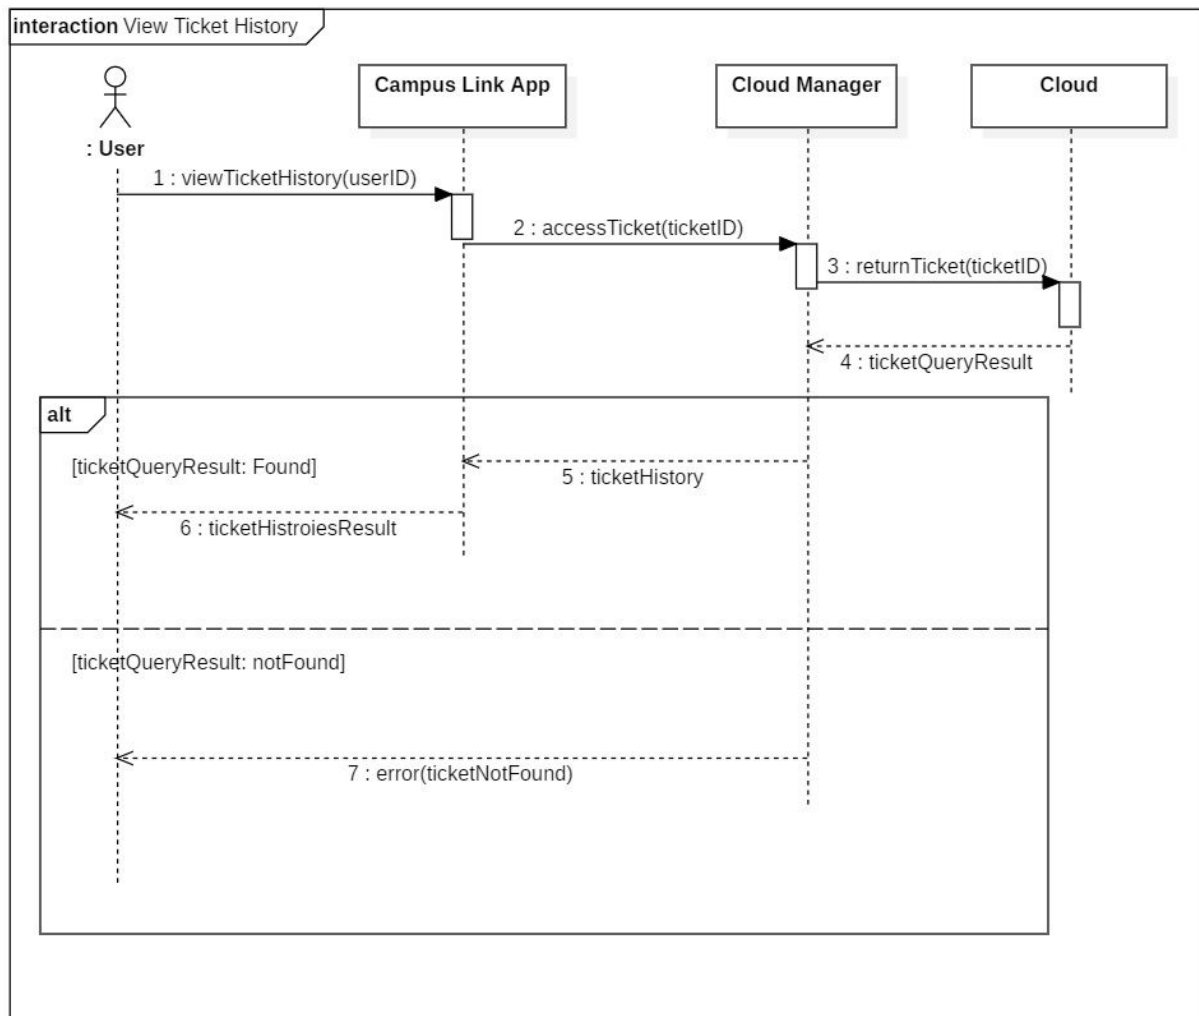 interaction View Ticket History
Campus Link App
Cloud Manager
Cloud
: User
1 : viewTicketHistory(userID)
2 : accessTicket(ticketID)
3 : returnTicket(ticketID)
4 : ticketQueryResult
alt
[ticketQueryResult: Found]
5 : ticketHistory
6 : ticketHistroiesResult
[ticketQueryResult: notFound]
7 : error(ticketNotFound)